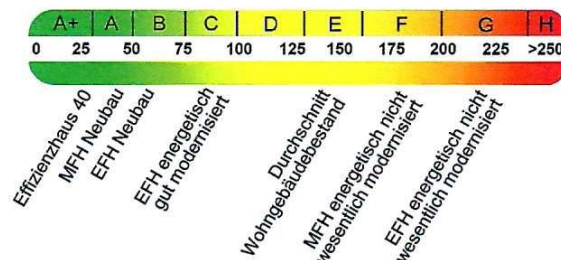 A+ A B C D E F G H
0 25 50 75 100 125 150 175 200 225 >250
Effizienzhaus 40
MFH Neubau
EFH Neubau
EFH energetisch
gut modernisiert
Durchschnitt
Wohngebäudebestand
MFH energetisch nicht
wesentlich modernisiert
EFH energetisch nicht
wesentlich modernisiert